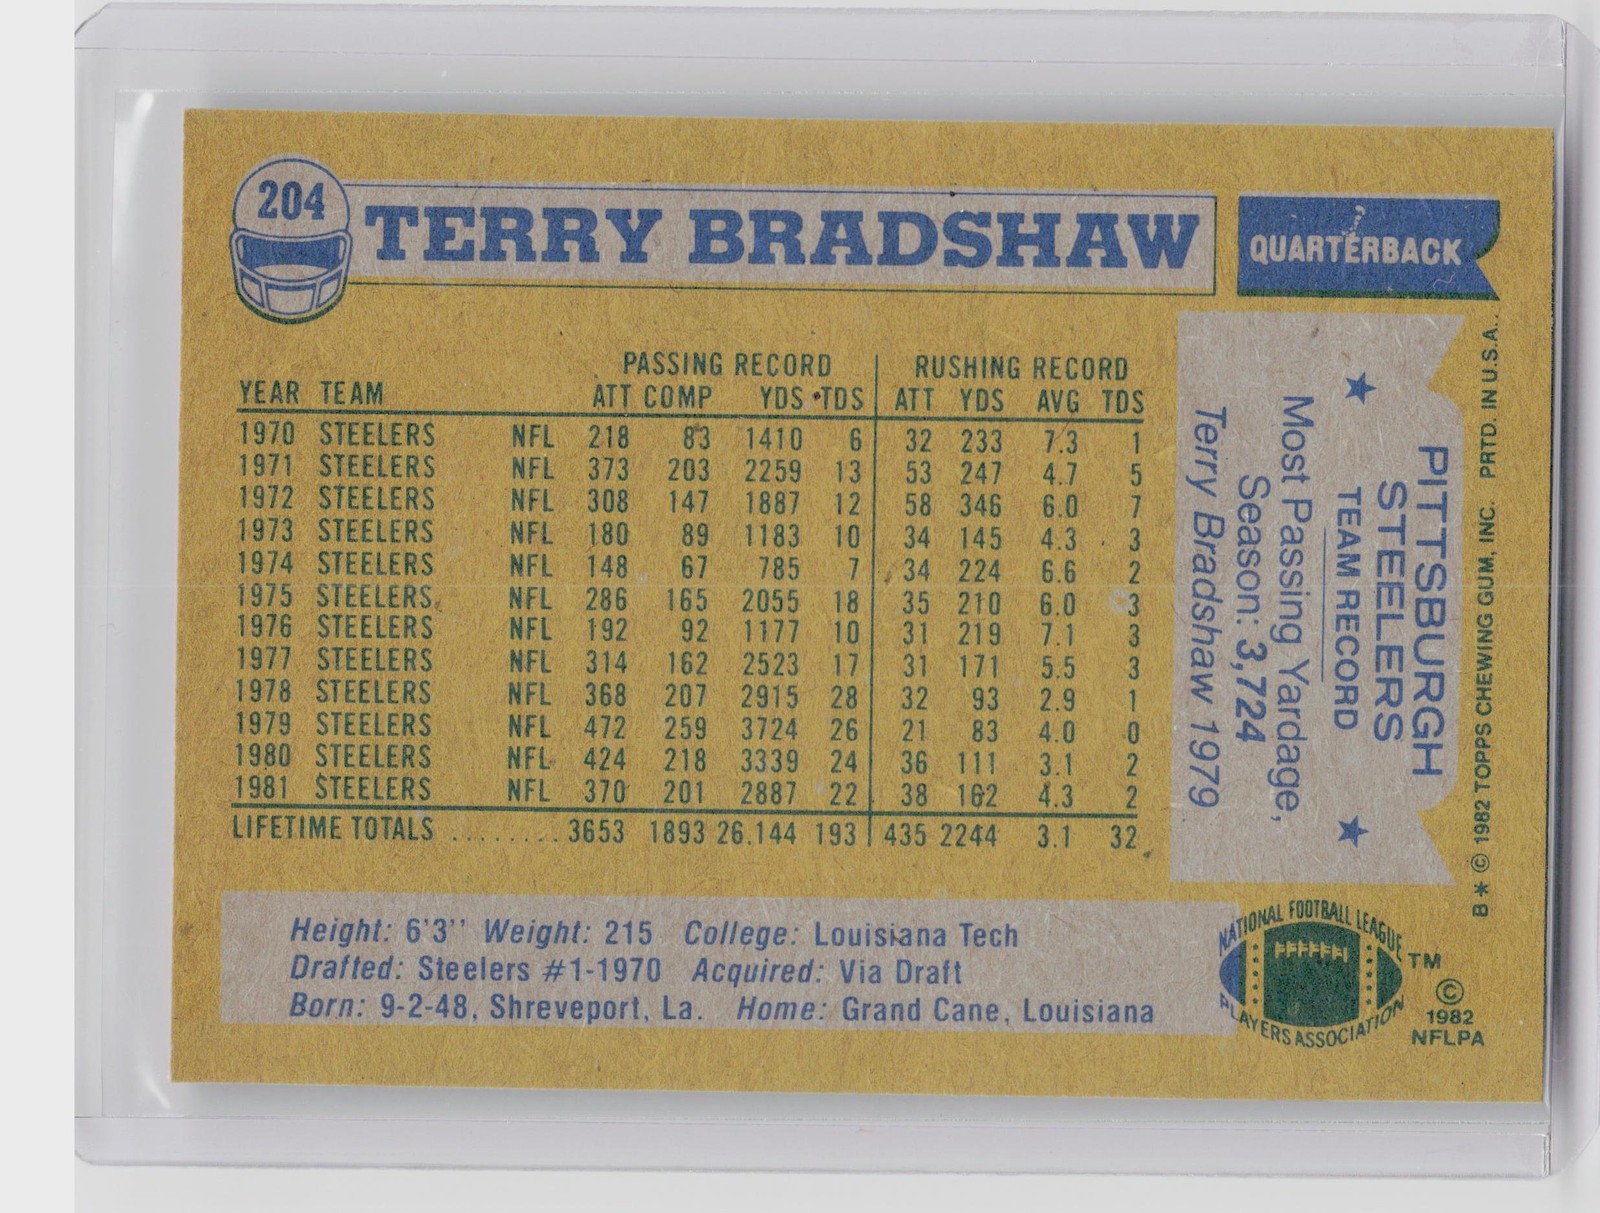 204
TERRY BRADSHAW
QUARTERBACK
PASSING RECORD RUSHING RECORD
YEAR TEAM ATT COMP YDS TDS ATT YDS AVG TDS
1970 STEELERS NFL 218 83 1410 6 32 233 7.3 1
1971 STEELERS NFL 373 203 2259 13 53 247 4.7 5
1972 STEELERS NFL 308 147 1887 12 58 346 6.0 7
1973 STEELERS NFL 180 89 1183 10 34 145 4.3 3
1974 STEELERS NFL 148 67 785 7 34 224 6.6 2
1975 STEELERS NFL 286 165 2055 18 35 210 6.0 3
1976 STEELERS NFL 192 92 1177 10 31 219 7.1 3
1977 STEELERS NFL 314 162 2523 17 31 171 5.5 3
1978 STEELERS NFL 368 207 2915 28 32 93 2.9 1
1979 STEELERS NFL 472 259 3724 26 21 83 4.0 0
1980 STEELERS NFL 424 218 3339 24 36 111 3.1 2
1981 STEELERS NFL 370 201 2887 22 38 162 4.3 2
LIFETIME TOTALS ........ 3653 1893 26.144 193 435 2244 3.1 32
PITTSBURGH
STEELERS
TEAM RECORD
Most Passing Yardage,
Season: 3,724
Terry Bradshaw 1979
B * © 1982 TOPPS CHEWING GUM, INC. PRTD. IN U.S.A.
Height: 6'3" Weight: 215 College: Louisiana Tech
Drafted: Steelers #1-1970 Acquired: Via Draft
Born: 9-2-48, Shreveport, La. Home: Grand Cane, Louisiana
NATIONAL FOOTBALL LEAGUE
PLAYERS ASSOCIATION
TM
©
1982
NFLPA